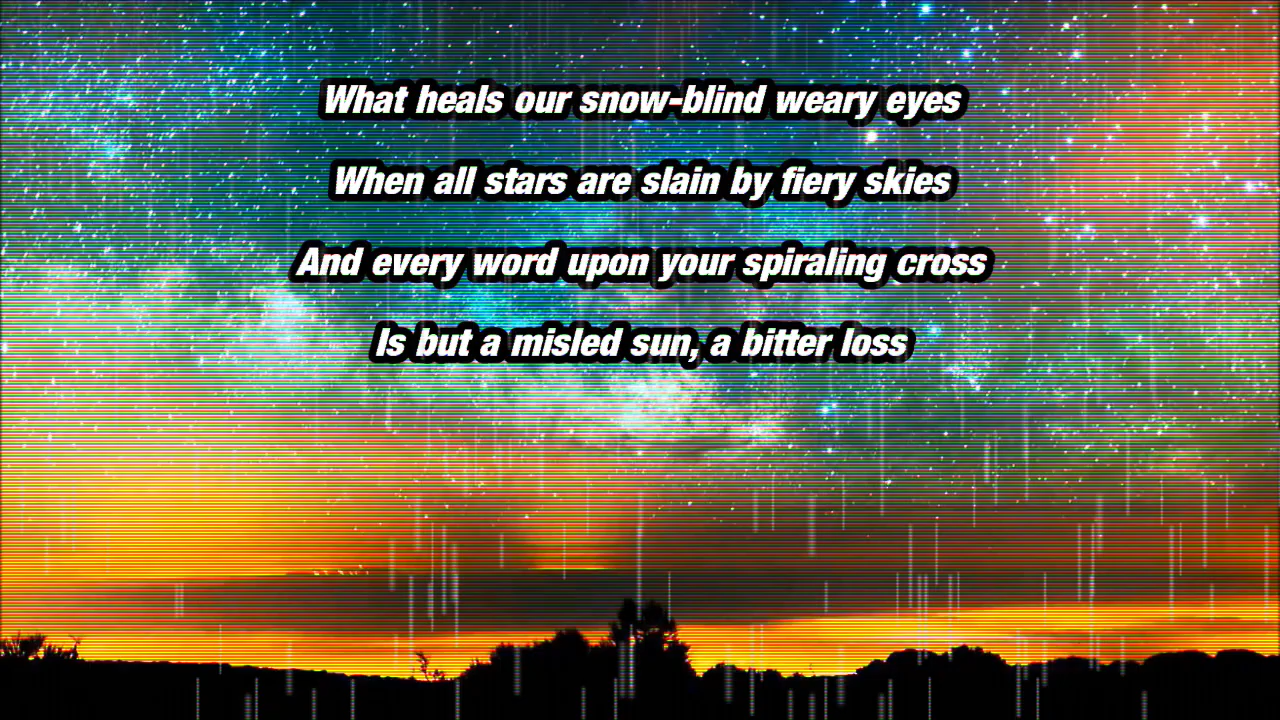 What heals our snow-blind weary eyes
When all stars are slain by fiery skies
And every word upon your spiraling cross
Is but a misled sun, a bitter loss